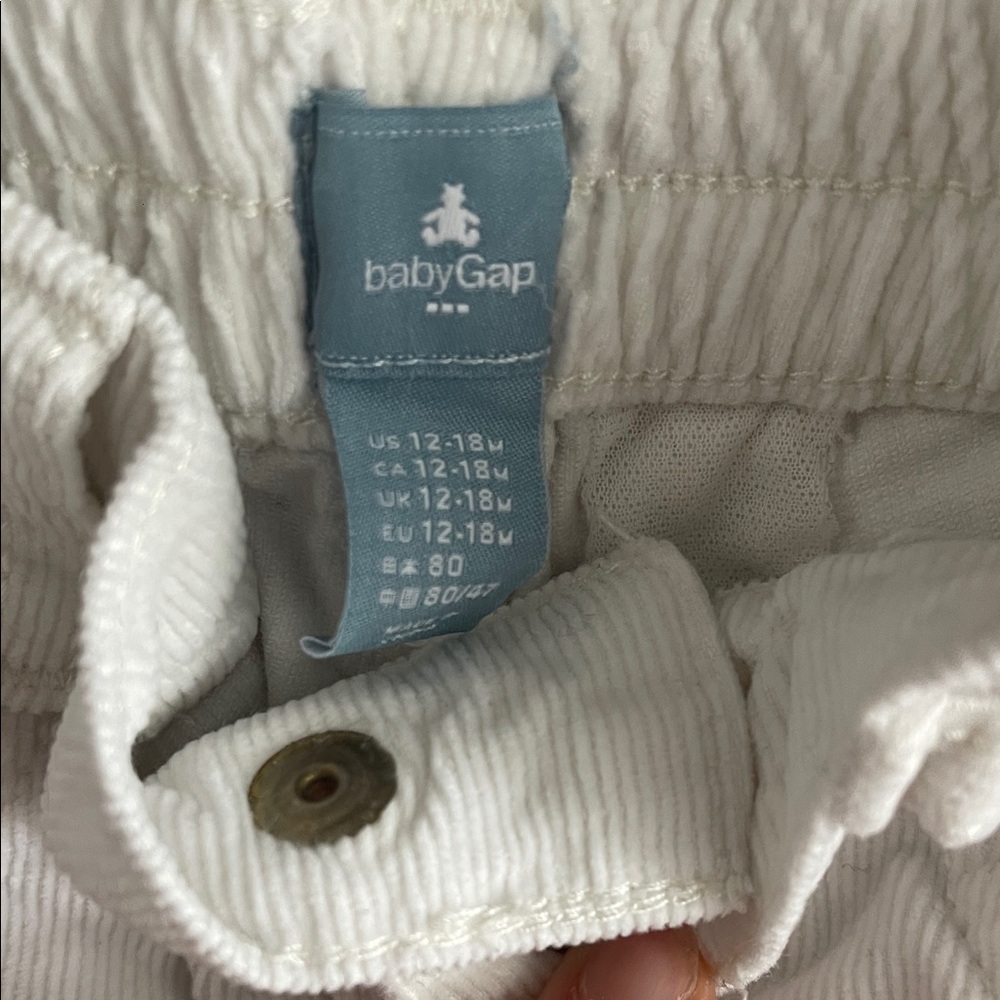 babyGap
US 12-18M
CA 12-18M
UK 12-18M
EU 12-18M
日本 80
中国 80/47
MADE